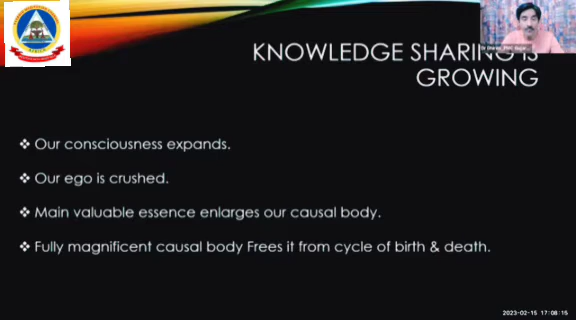 KNOWLEDGE SHARING IS
GROWING
❖ Our consciousness expands.
❖ Our ego is crushed.
❖ Main valuable essence enlarges our causal body.
❖ Fully magnificent causal body Frees it from cycle of birth & death.
2023-02-15 17:06:15